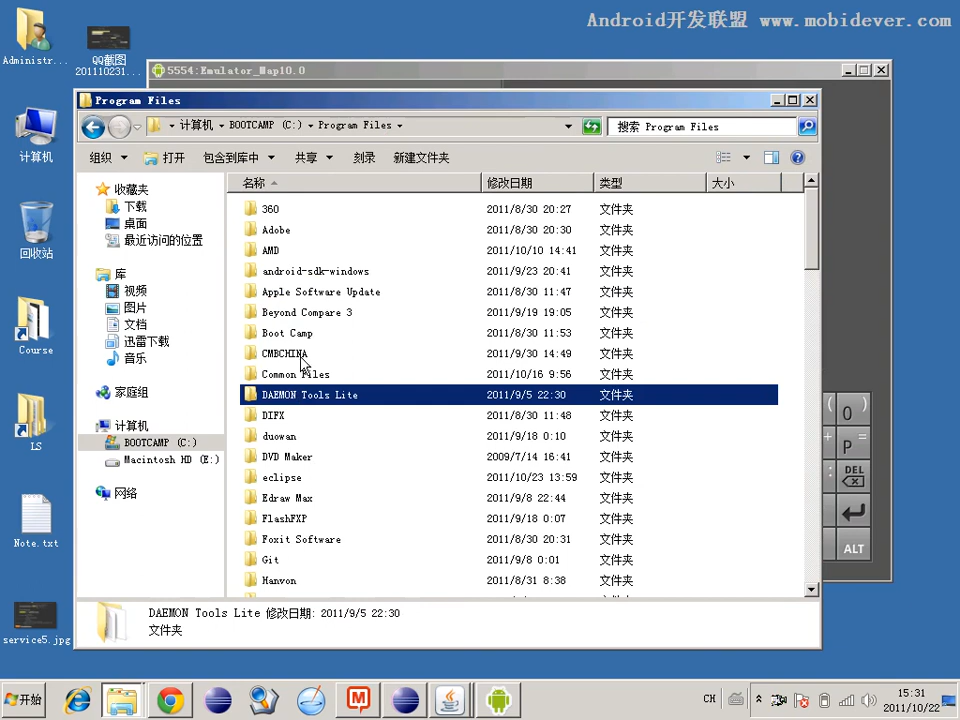 Android开发联盟 www.mobidever.com
Administr...
QQ截图
201110231...
计算机
回收站
Course
LS
Note.txt
service5.jpg
5554:Emulator_Map10.0
Program Files
计算机 BOOTCAMP (C:) Program Files
搜索 Program Files
组织 打开 包含到库中 共享 刻录 新建文件夹
收藏夹
下载
桌面
最近访问的位置
库
视频
图片
文档
迅雷下载
音乐
家庭组
计算机
BOOTCAMP (C:)
Macintosh HD (E:)
网络
名称 修改日期 类型 大小
360 2011/8/30 20:27 文件夹
Adobe 2011/8/30 20:30 文件夹
AMD 2011/10/10 14:41 文件夹
android-sdk-windows 2011/9/23 20:41 文件夹
Apple Software Update 2011/8/30 11:47 文件夹
Beyond Compare 3 2011/9/19 19:05 文件夹
Boot Camp 2011/8/30 11:53 文件夹
CMBCHINA 2011/9/30 14:49 文件夹
Common Files 2011/10/16 9:56 文件夹
DAEMON Tools Lite 2011/9/5 22:30 文件夹
DIFX 2011/8/30 11:48 文件夹
duowan 2011/9/18 0:10 文件夹
DVD Maker 2009/7/14 16:41 文件夹
eclipse 2011/10/23 13:59 文件夹
Edraw Max 2011/9/8 22:44 文件夹
FlashFXP 2011/9/18 0:07 文件夹
Foxit Software 2011/8/30 20:31 文件夹
Git 2011/9/8 0:01 文件夹
Hanvon 2011/8/31 8:38 文件夹
DAEMON Tools Lite 修改日期: 2011/9/5 22:30
文件夹
( 0 )
+ P =
: DEL
ALT
开始
CH
15:31
2011/10/22